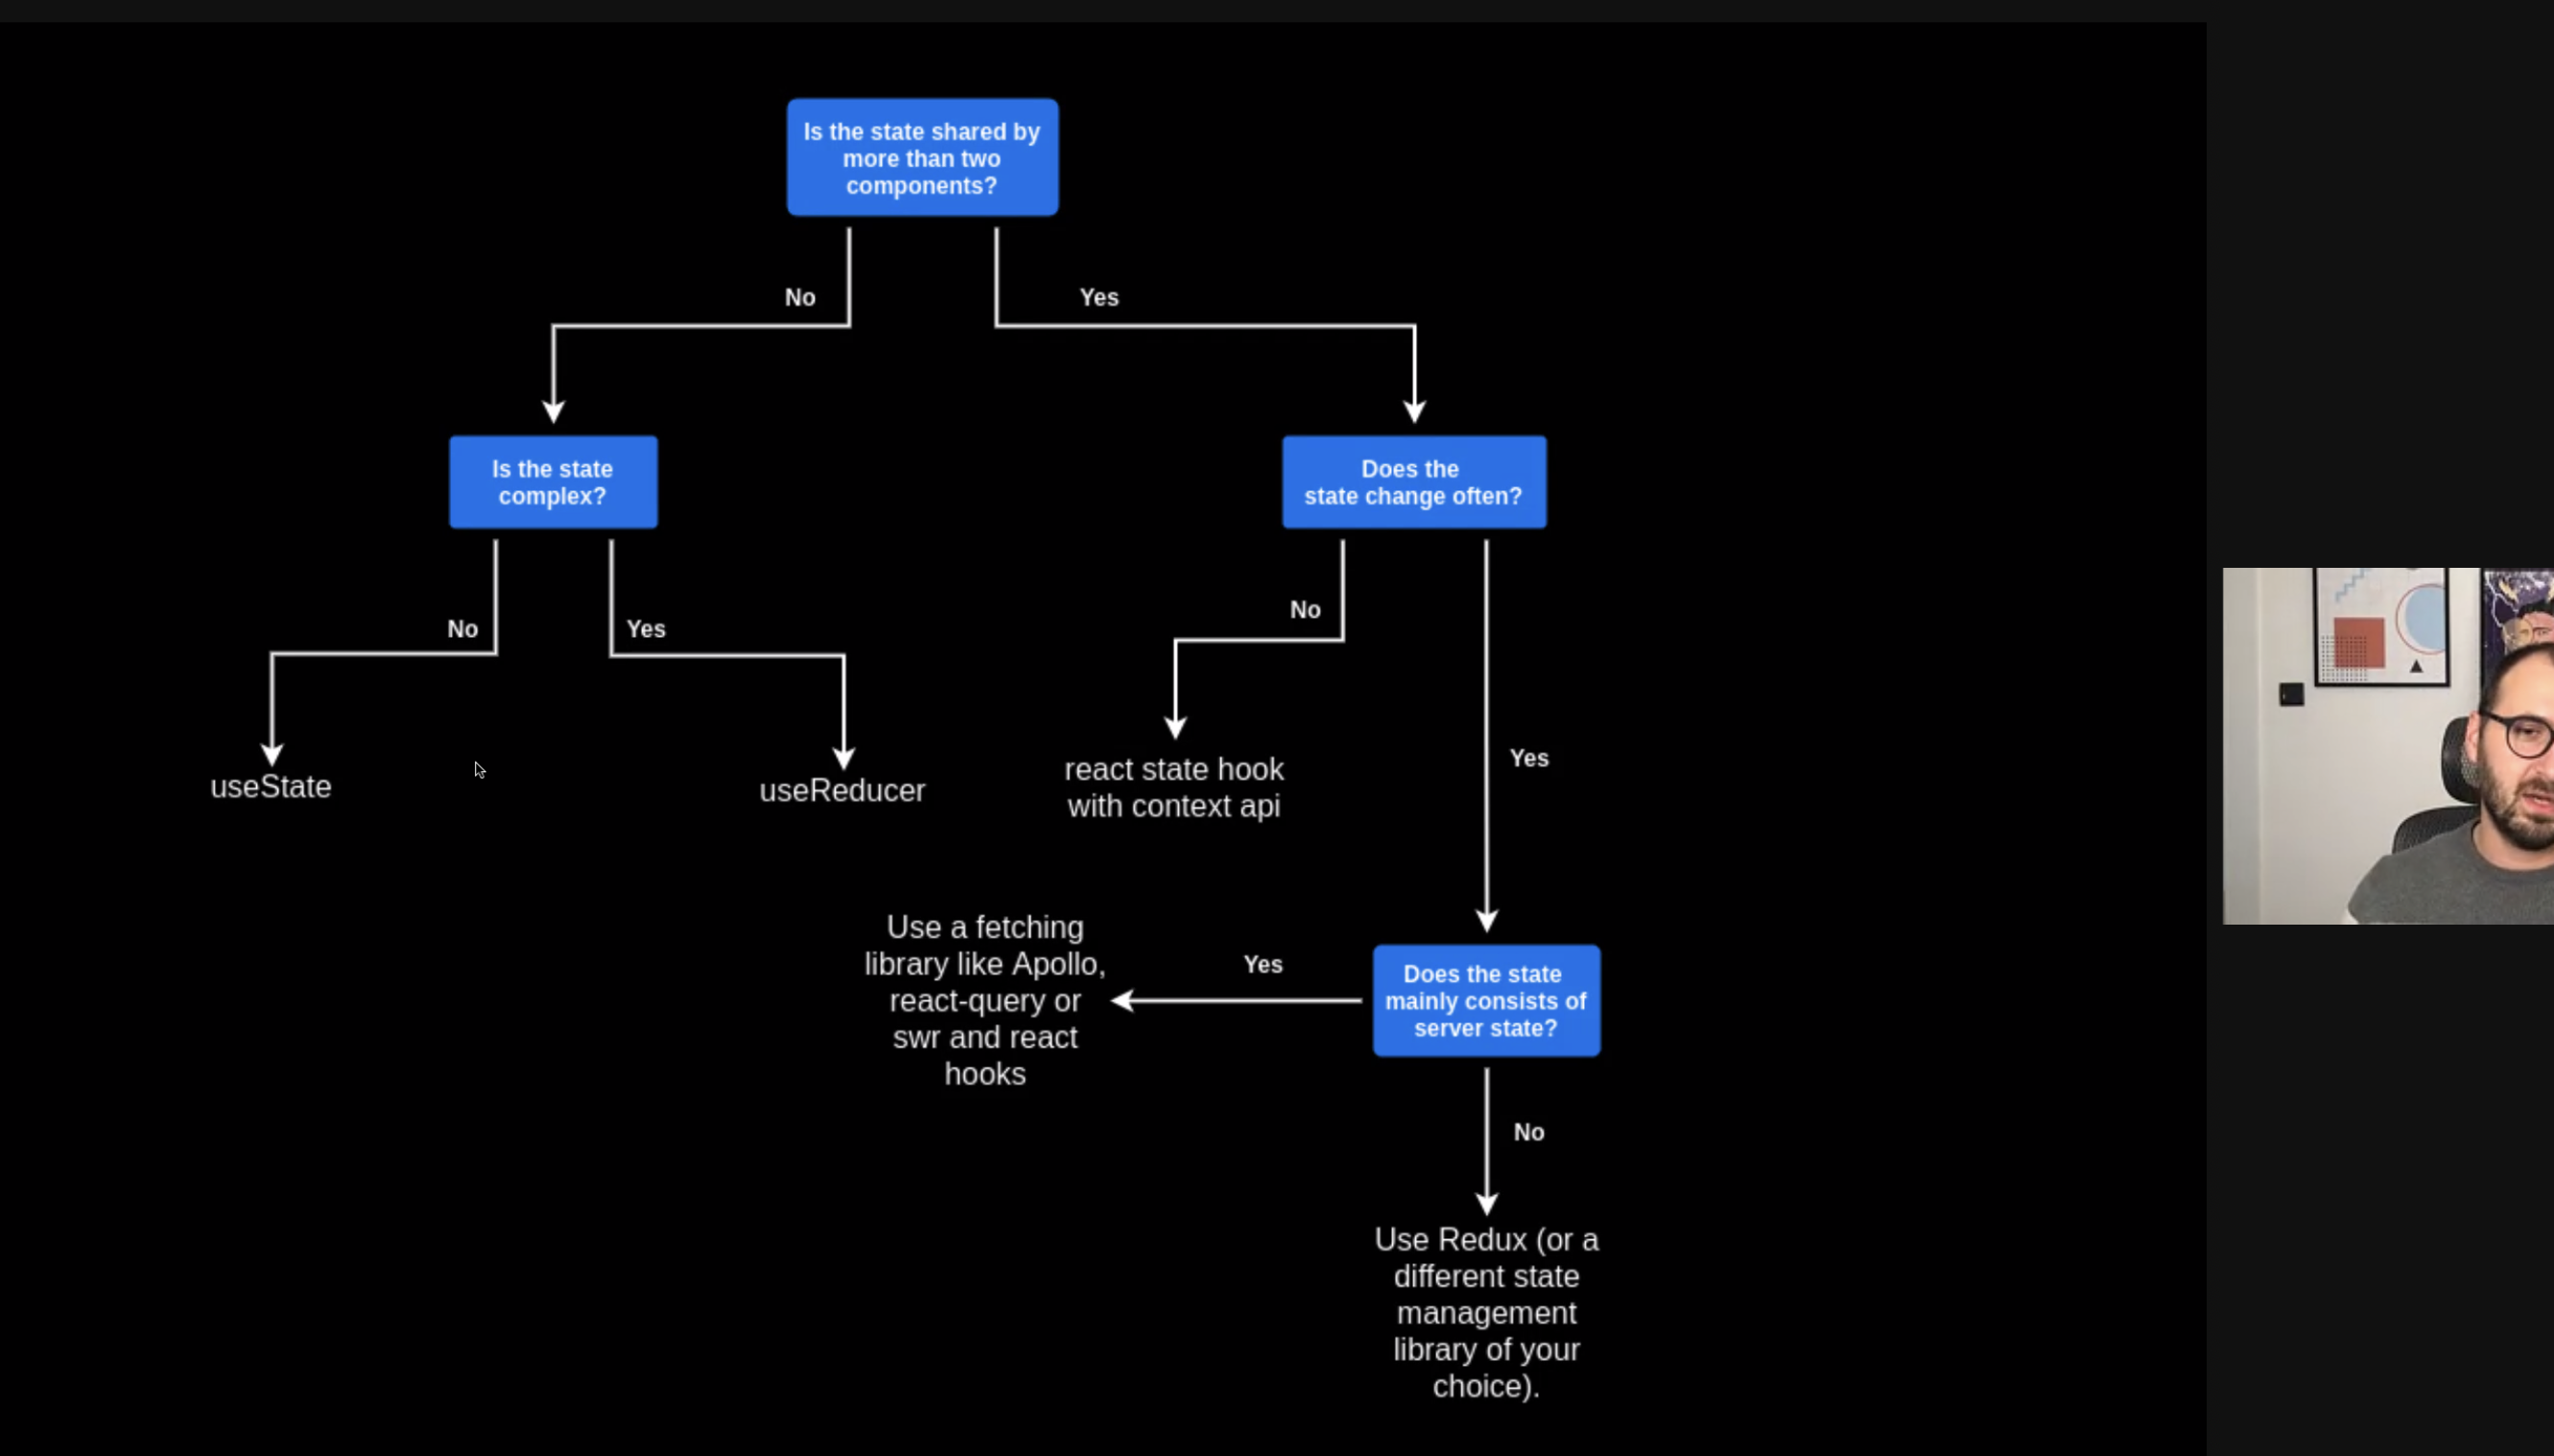 Is the state shared by
more than two
components?
No
Yes
Is the state
complex?
Does the
state change often?
No
Yes
No
Yes
useState
useReducer
react state hook
with context api
Use a fetching
library like Apollo,
react-query or
swr and react
hooks
Yes
Does the state
mainly consists of
server state?
No
Use Redux (or a
different state
management
library of your
choice).